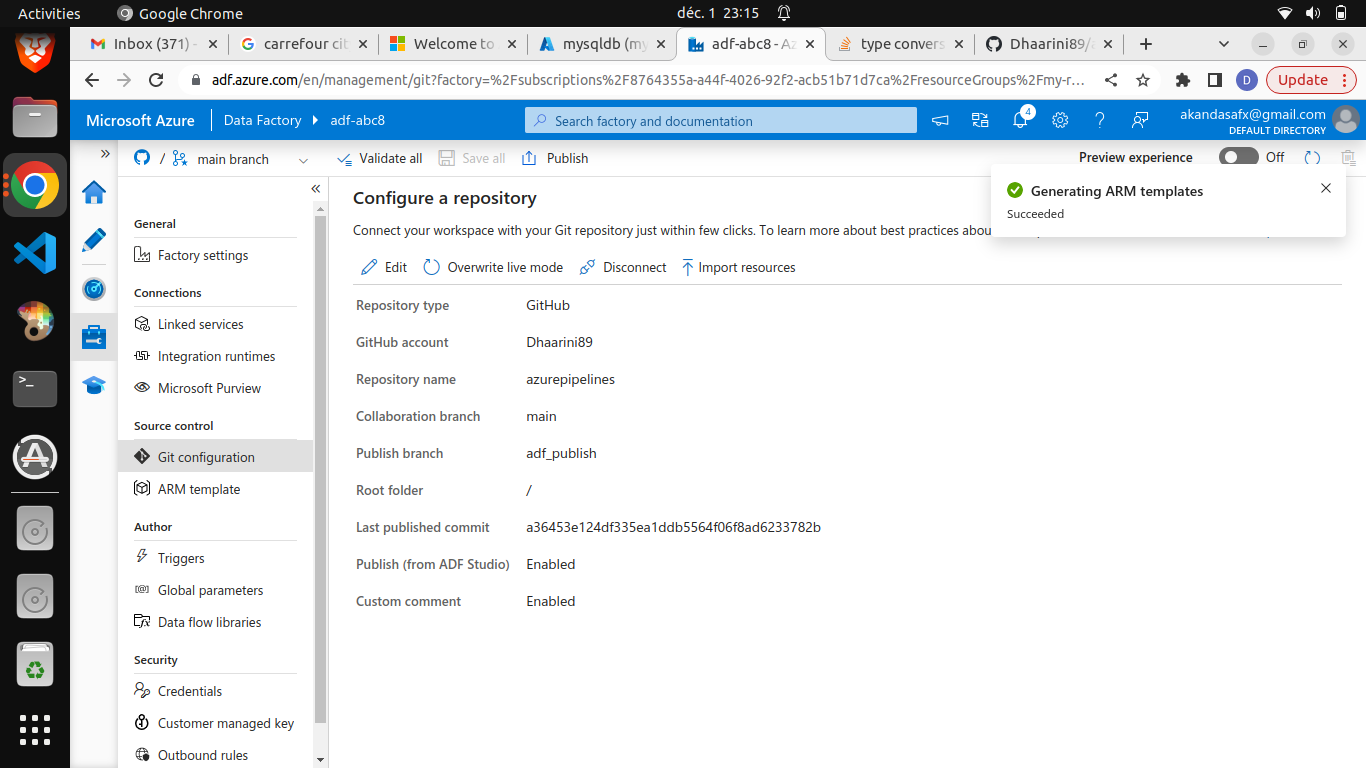 Activities
Google Chrome
déc. 1 23:15
Inbox (371) -
carrefour cit
Welcome to
mysqldb (my
adf-abc8 - Az
type convers
Dhaarini89/a
adf.azure.com/en/management/git?factory=%2Fsubscriptions%2F8764355a-a44f-4026-92f2-acb51b71d7ca%2FresourceGroups%2Fmy-r...
D
Update
Microsoft Azure
Data Factory
adf-abc8
Search factory and documentation
4
akandasafx@gmail.com
DEFAULT DIRECTORY
/
main branch
Validate all
Save all
Publish
Preview experience
Off
Generating ARM templates
Succeeded
General
Factory settings
Connections
Linked services
Integration runtimes
Microsoft Purview
Source control
Git configuration
ARM template
Author
Triggers
Global parameters
Data flow libraries
Security
Credentials
Customer managed key
Outbound rules
Configure a repository
Connect your workspace with your Git repository just within few clicks. To learn more about best practices abou
Edit
Overwrite live mode
Disconnect
Import resources
Repository type GitHub
GitHub account Dhaarini89
Repository name azurepipelines
Collaboration branch main
Publish branch adf_publish
Root folder /
Last published commit a36453e124df335ea1ddb5564f06f8ad6233782b
Publish (from ADF Studio) Enabled
Custom comment Enabled